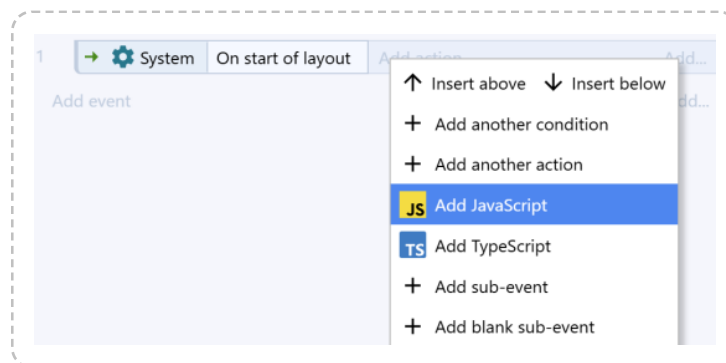 1 System On start of layout Add action Add...
Insert above Insert below
Add event Add...
Add another condition
Add another action
JS Add JavaScript
TS Add TypeScript
Add sub-event
Add blank sub-event